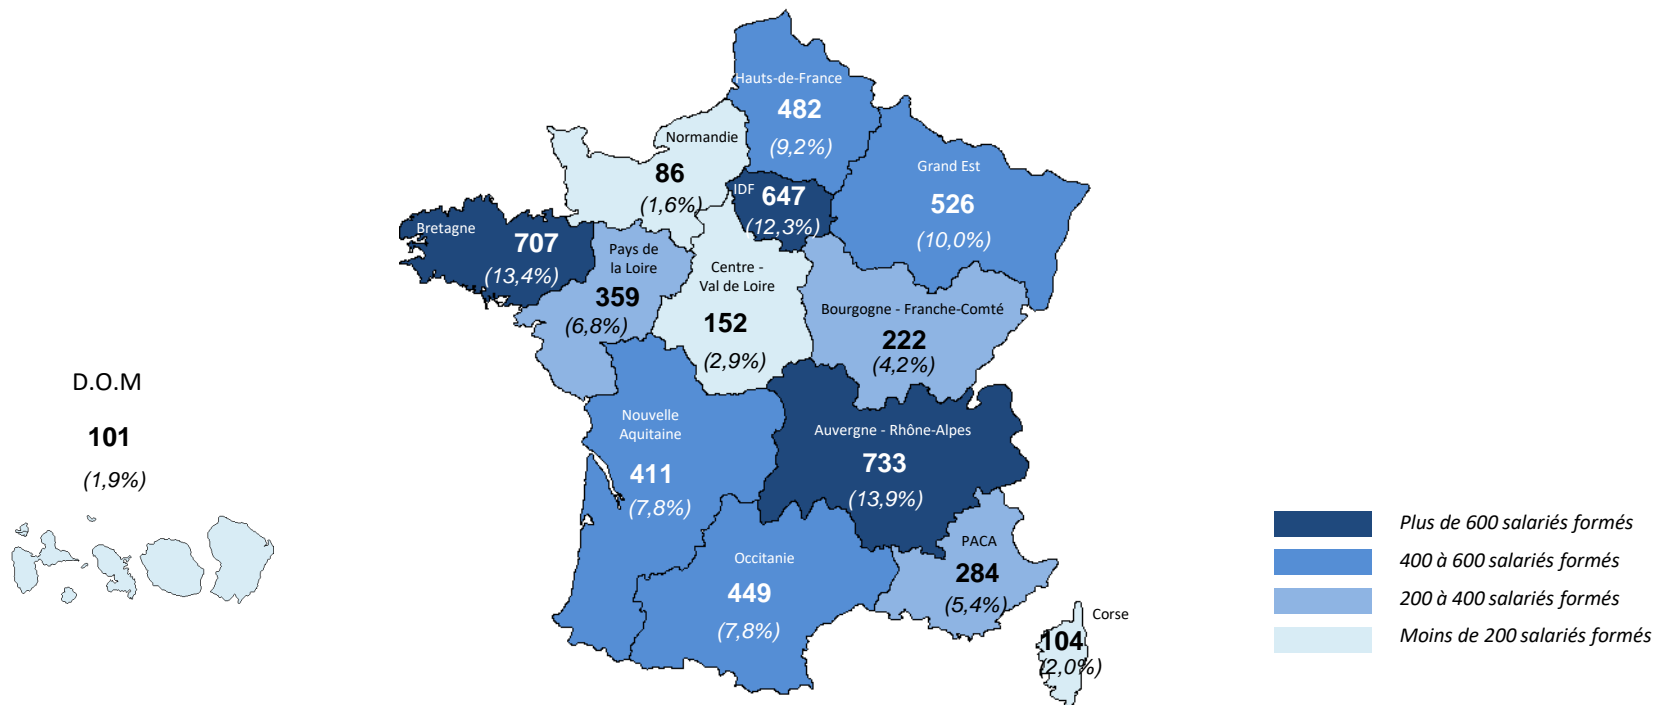 Hauts-de-France
482
(9,2%)
Normandie
86
(1,6%)
IDF
647
(12,3%)
Grand Est
526
(10,0%)
Bretagne
707
(13,4%)
Pays de
la Loire
359
(6,8%)
Centre -
Val de Loire
152
(2,9%)
Bourgogne - Franche-Comté
222
(4,2%)
D.O.M
101
(1,9%)
Nouvelle
Aquitaine
411
(7,8%)
Auvergne - Rhône-Alpes
733
(13,9%)
Occitanie
449
(7,8%)
PACA
284
(5,4%)
Corse
104
(2,0%)
Plus de 600 salariés formés
400 à 600 salariés formés
200 à 400 salariés formés
Moins de 200 salariés formés